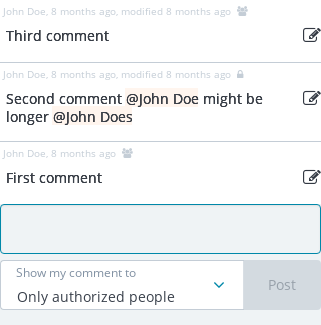 John Doe, 8 months ago, modified 8 months ago
Third comment
John Doe, 8 months ago, modified 8 months ago
Second comment @John Doe might be
longer @John Does
John Doe, 8 months ago
First comment
Show my comment to
Only authorized people
Post